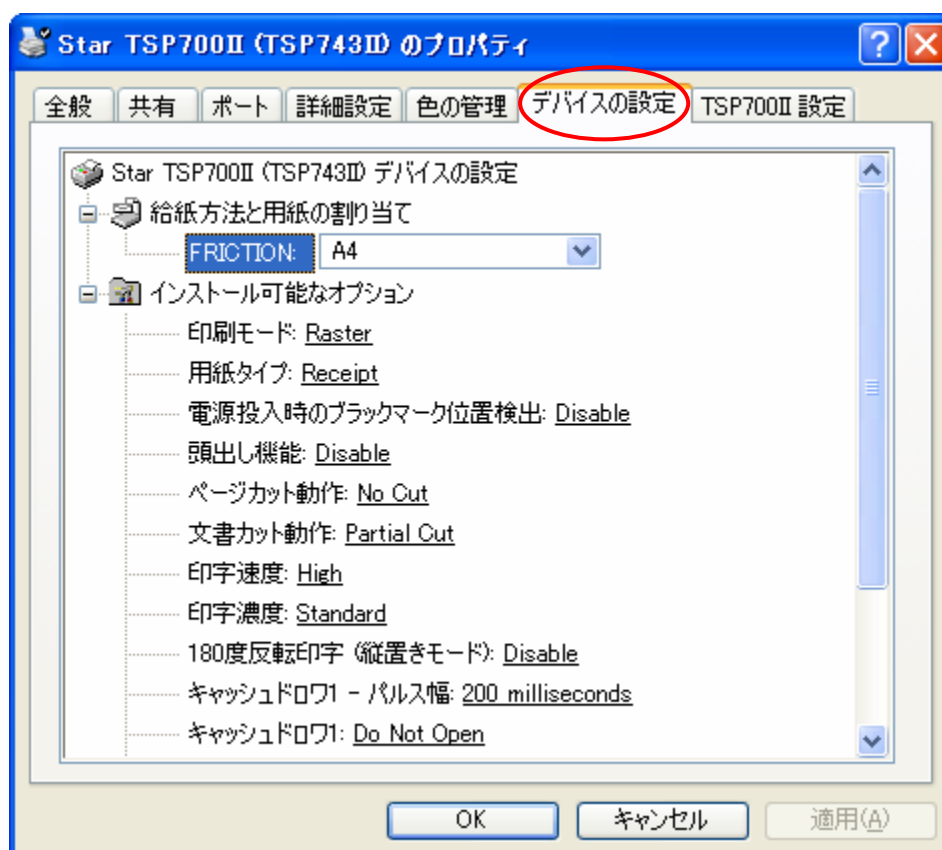 Star TSP700II (TSP743II) のプロパティ
全般 共有 ポート 詳細設定 色の管理 デバイスの設定 TSP700II 設定
Star TSP700II (TSP743II) デバイスの設定
給紙方法と用紙の割り当て
FRICTION: A4
インストール可能なオプション
印刷モード: Raster
用紙タイプ: Receipt
電源投入時のブラックマーク位置検出: Disable
頭出し機能: Disable
ページカット動作: No Cut
文書カット動作: Partial Cut
印字速度: High
印字濃度: Standard
180度反転印字 (縦置きモード): Disable
キャッシュドロワ1 - パルス幅: 200 milliseconds
キャッシュドロワ1: Do Not Open
OK キャンセル 適用(A)